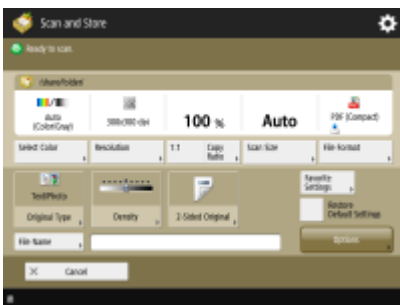 Scan and Store
Ready to scan.
/share/folder/
Auto
(Color/Gray)
300x300 dpi
100 %
Auto
PDF (Compact)
Select Color
Resolution
1:1 Copy
Ratio
Scan Size
File Format
Text/Photo
Original Type
Density
2-Sided Original
Favorite
Settings
Restore
Default Settings
File Name
Options
Cancel